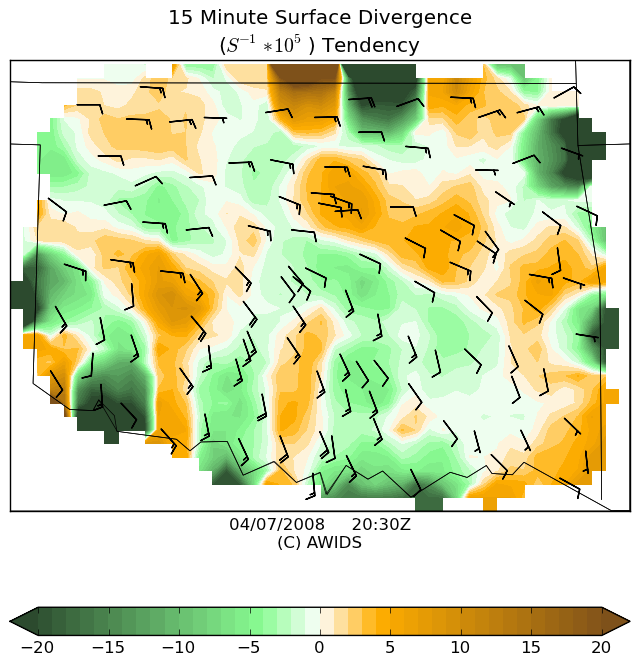 15 Minute Surface Divergence
(S⁻¹ * 10⁵ ) Tendency
04/07/2008 20:30Z
(C) AWIDS
−20 −15 −10 −5 0 5 10 15 20